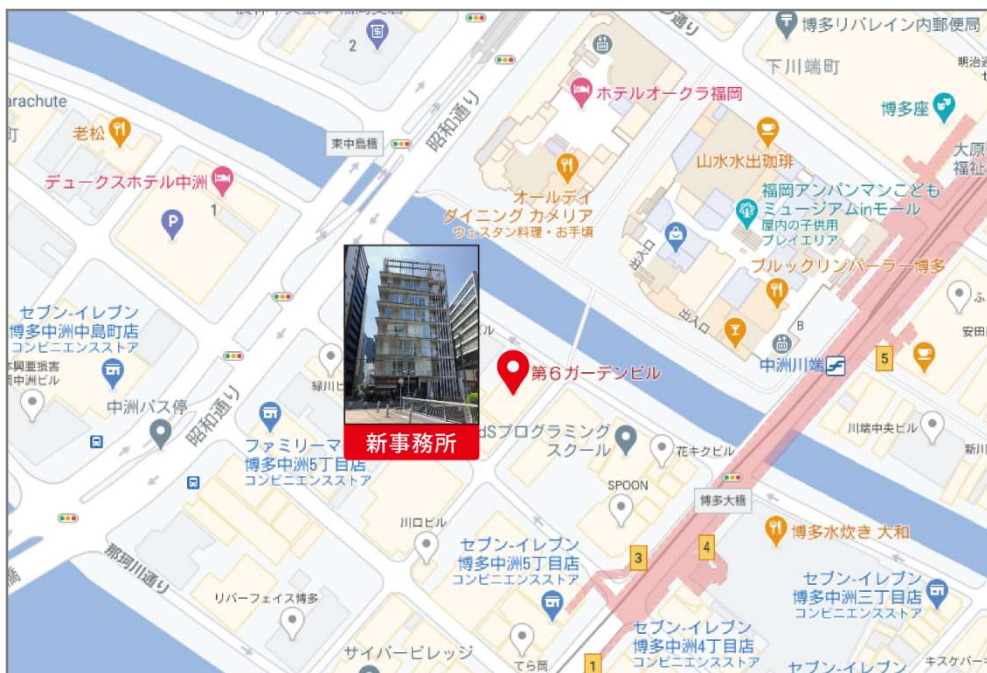 博多リバレイン内郵便局
下川端町
2
arachute
町
老松
東中島橋
昭和通り
ホテルオークラ福岡
博多座
デュークスホテル中洲
1
P
オールデイ
ダイニング カメリア
ウェスタン料理・お手頃
山水水出珈琲
大原
福祉
福岡アンパンマンこども
ミュージアムinモール
屋内の子供用
プレイエリア
出入口
ブルックリンパーラー博多
出入口
B
中洲川端
5
安田
セブン-イレブン
博多中洲中島町店
コンビニエンスストア
中洲ビル
中洲バス停
昭和通り
緑川ビ
ビル
第6ガーデンビル
新事務所
ファミリーマ
博多中洲5丁目店
コンビニエンスストア
dSプログラミング
スクール
花キクビル
川端中央ビル
新川
SPOON
博多大橋
川口ビル
那珂川通り
セブン-イレブン
博多中洲5丁目店
コンビニエンスストア
3
4
博多水炊き 大和
リバーフェイス博多
セブン-イレブン
博多中洲三丁目店
コンビニエンスストア
サイバービレッジ
てら岡
1
セブン-イレブン
博多中洲4丁目店
コンビニエンスストア
セブン-イレブン
キスケバーキ